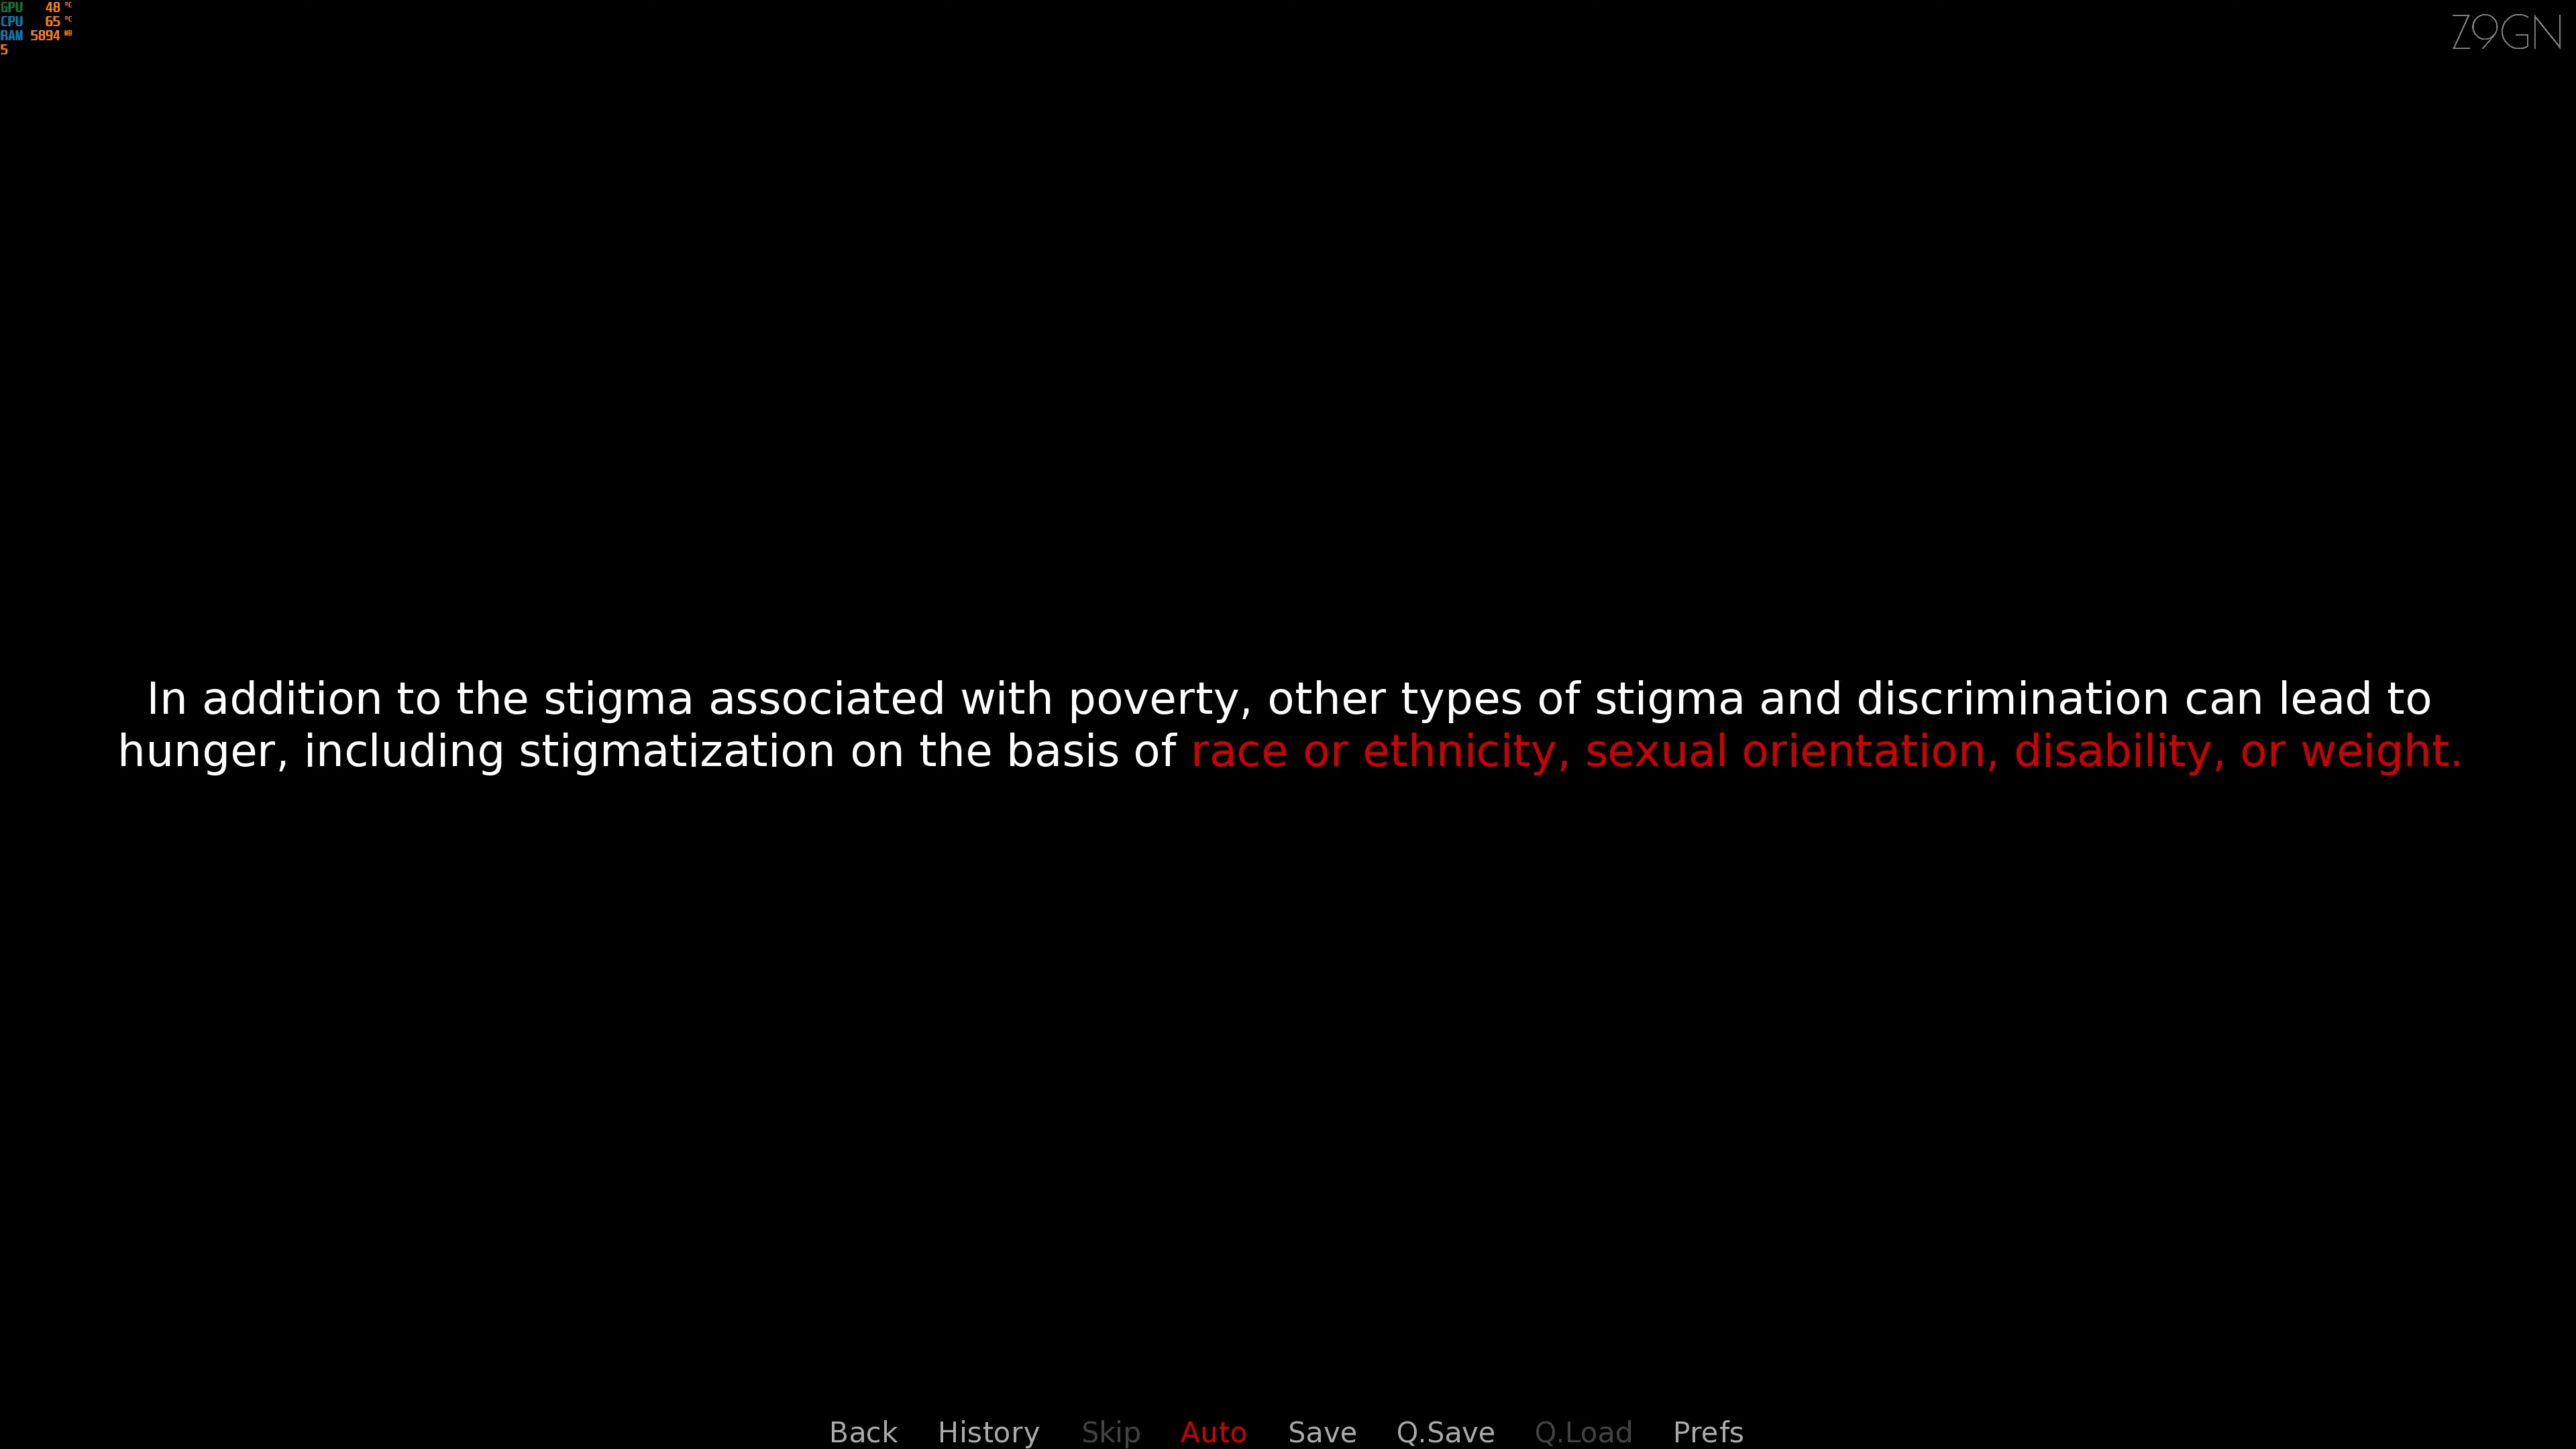 GPU 48 °C
CPU 65 °C
RAM 5894 MB
5
Z9GN
In addition to the stigma associated with poverty, other types of stigma and discrimination can lead to
hunger, including stigmatization on the basis of race or ethnicity, sexual orientation, disability, or weight.
Back History Skip Auto Save Q.Save Q.Load Prefs